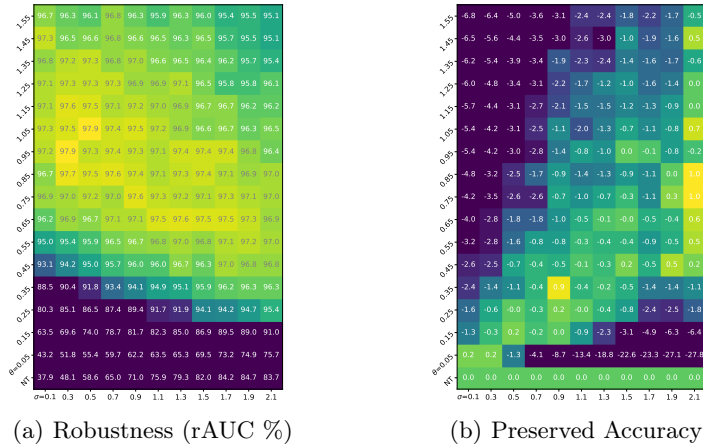 1.55 96.7 96.3 96.1 96.8 96.3 96.1 96.1 95.9 95.5 95.1
1.45 97.3 96.5 96.6 96.8 96.3 96.6 96.3 95.9 95.4 95.1
1.35 96.8 97.2 97.3 96.9 96.6 96.5 96.4 95.7 95.6 95.4
1.25 97.1 97.3 97.3 97.3 96.9 96.9 97.1 96.5 95.8 95.8 96.1
1.15 97.1 97.6 97.5 97.1 97.2 97.0 96.9 96.7 96.2 96.2
1.05 97.3 97.5 97.9 97.4 97.5 97.2 96.9 96.6 96.3 96.5
0.95 97.2 97.9 97.3 97.4 97.2 97.4 97.4 96.8 96.4
0.85 96.7 97.7 97.5
0.75 96.9 97.0 97.2 97.0 97.6 97.3 97.2 97.1 97.3 97.1 97.0
0.65 96.2 96.9 96.7 97.1 97.1 97.5 97.6 97.5 97.5 97.3 96.9
0.55 95.0 95.4 95.9 96.5 96.7 96.8 97.0 96.9 97.1 97.2 97.0
0.45 93.1 94.2 95.0 95.7 96.0 96.0 96.7 96.3 97.0 96.8 96.8
0.35 88.5 90.4 91.8 93.4 94.1 94.9 95.1 95.9 96.2 96.3 96.3
0.25 80.3 85.1 86.5 87.4 89.4 91.7 91.9 94.1 94.2 94.7 95.4
0.15 63.5 69.6 74.0 78.7 81.7 82.3 85.0 86.9 89.5 89.0 91.0
θ=0.05 43.2 51.8 55.4 59.7 62.2 63.5 65.3 69.5 73.2 74.9 75.7
NT 37.9 48.1 58.6 65.0 71.0 75.9 79.3 82.0 84.2 84.7 83.7
σ=0.1 0.3 0.5 0.7 0.9 1.1 1.3 1.5 1.7 1.9 2.1
(a) Robustness (rAUC %)
1.55 -6.8 -6.4 -5.0 -3.6 -3.1 -2.4 -1.4 -1.8 -2.2 -1.7 -0.5
1.45 -6.5 -4.4 -3.9 -3.4 -3.0 -2.6 -3.0 -1.7 -1.9 -1.6 0.5
1.35 -6.2 -4.4 -3.4 -3.3 -1.9 -2.3 -2.4 -1.4 -1.6 -1.7 -0.6
1.25 -6.0 -4.8 -3.4 -3.1 -2.2 -1.7 -1.2 -1.0 -1.6 -1.4 0.0
1.15 -5.7 -4.4 -3.1 -2.7 -2.1 -1.5 -1.5 -1.2 -1.3 -0.9 0.0
1.05 -5.4 -4.2 -3.1 -2.5 -1.1 -2.0 -1.3 -0.7 -1.1 -0.8 0.7
0.95 -5.4 -4.2 -3.0 -2.8 -1.4 -0.8 -1.0 0.0 -0.1 -0.8 -0.2
0.85 -4.8 -3.8 -2.5 -1.7 -0.9 -1.4 -1.3 -0.9 -1.1 0.0 1.0
0.75 -4.2 -3.5 -2.6 -2.6 -0.7 -0.8 -1.1 -0.7 -0.9 0.3 1.0
0.65 -4.0 -2.8 -1.8 -1.8 -1.0 -0.5 -0.1 -0.0 -0.5 -0.4 0.6
0.55 -3.2 -2.8 -1.6 -0.8 -0.8 -0.3 -0.4 -0.4 -0.5 -0.5 0.5
0.45 -2.6 -2.5 -0.7 -0.4 -0.5 -0.1 -0.4 0.2 -0.5 0.5 0.2
0.35 -2.4 -1.4 -1.1 -0.4 0.9 -0.4 -0.2 -0.5 -1.4 -1.4 -1.1
0.25 -1.6 -0.6 -0.0 -0.3 0.2 -0.0 -0.4 -0.8 -2.4 -2.5 -1.8
0.15 -1.3 -0.3 0.2 -0.2 0.0 -0.9 -2.3 -3.1 -4.9 -6.3 -6.4
θ=0.05 0.2 0.2 -1.3 -4.1 -8.7 -13.4 -18.8 -22.6 -23.3 -27.1 -27.8
NT 0.0 0.0 0.0 0.0 0.0 0.0 0.0 0.0 0.0 0.0 0.0
σ=0.1 0.3 0.5 0.7 0.9 1.1 1.3 1.5 1.7 1.9 2.1
(b) Preserved Accuracy